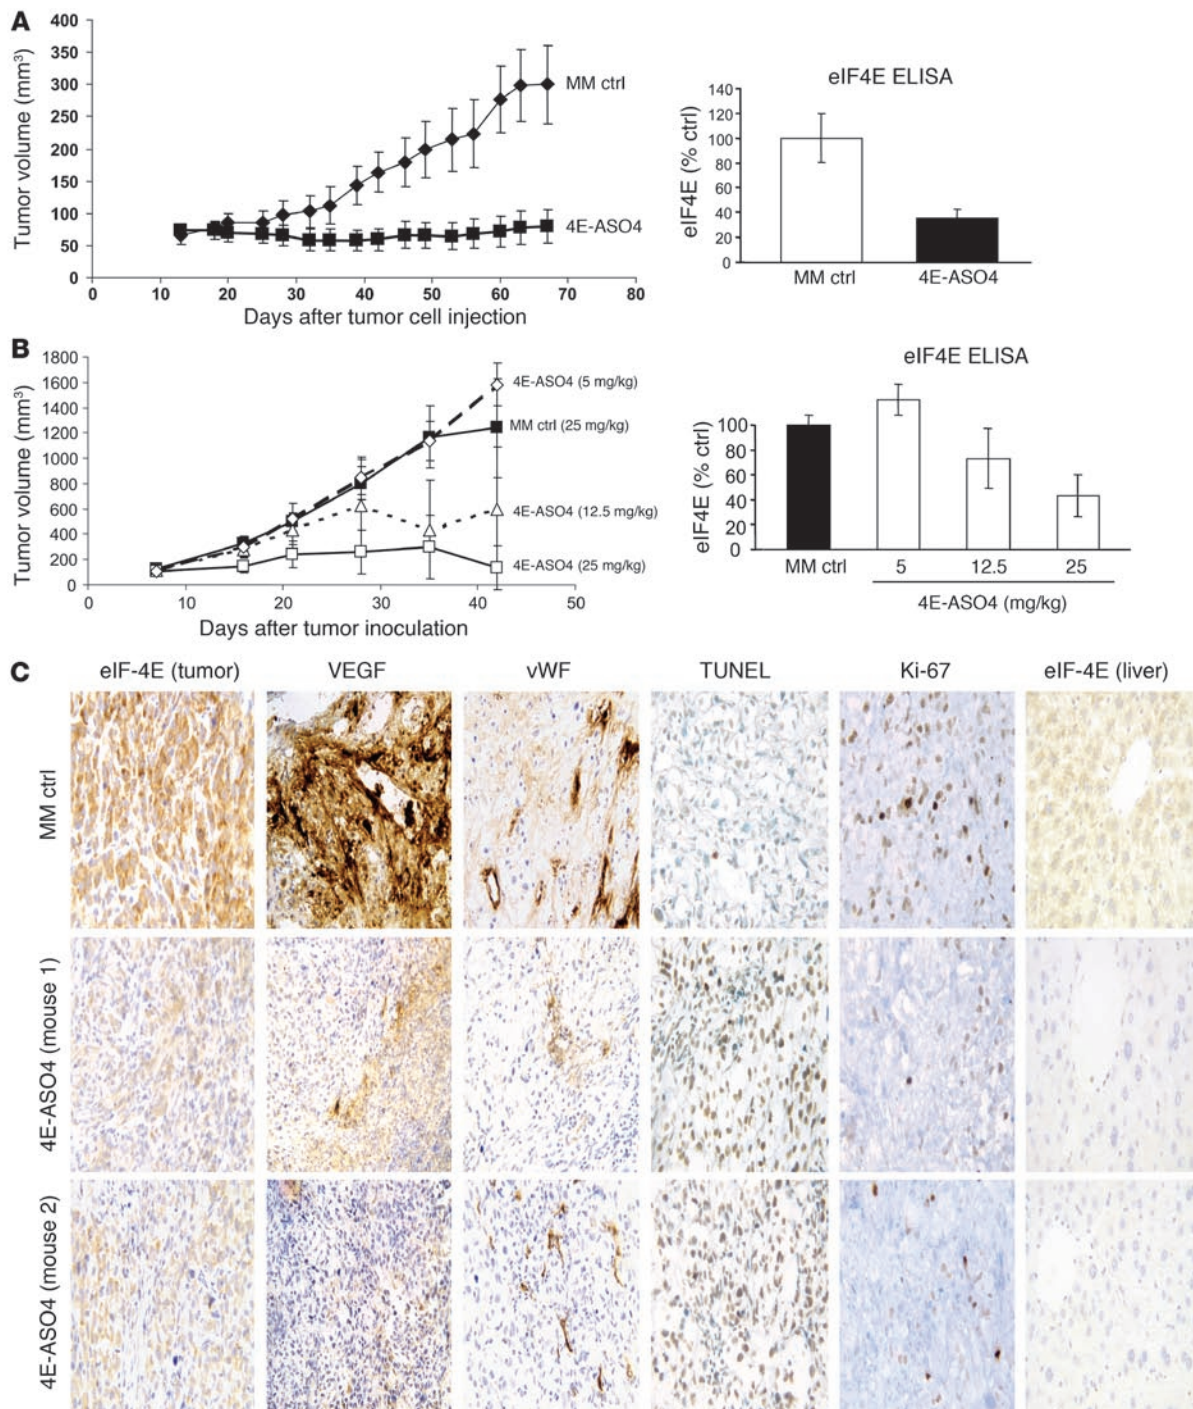 A
400
350
300
250
200
150
100
50
0
Tumor volume (mm³)
MM ctrl
4E-ASO4
0 10 20 30 40 50 60 70 80
Days after tumor cell injection
eIF4E ELISA
140
120
100
80
60
40
20
0
eIF4E (% ctrl)
MM ctrl 4E-ASO4
B
1800
1600
1400
1200
1000
800
600
400
200
0
Tumor volume (mm³)
4E-ASO4 (5 mg/kg)
MM ctrl (25 mg/kg)
4E-ASO4 (12.5 mg/kg)
4E-ASO4 (25 mg/kg)
0 10 20 30 40 50
Days after tumor inoculation
eIF4E ELISA
100
80
60
40
20
0
eIF4E (% ctrl)
MM ctrl 5 12.5 25
4E-ASO4 (mg/kg)
C
eIF-4E (tumor) VEGF vWF TUNEL Ki-67 eIF-4E (liver)
MM ctrl
4E-ASO4 (mouse 1)
4E-ASO4 (mouse 2)